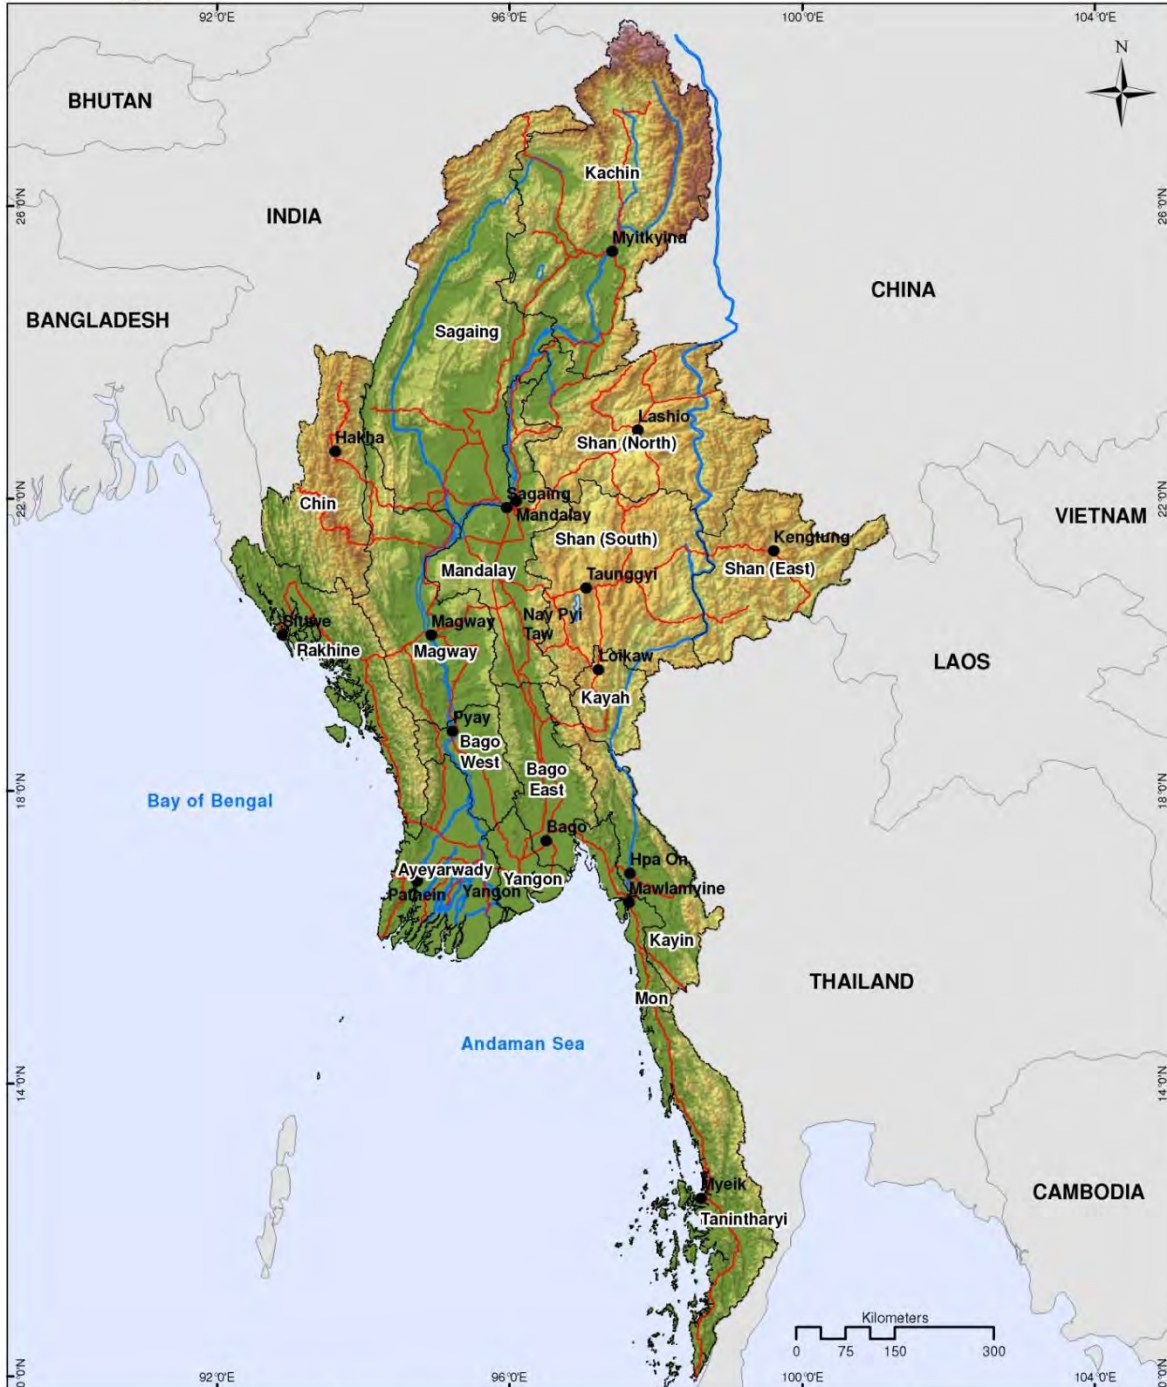 92°0'E
96°0'E
100°0'E
104°0'E
N
BHUTAN
Kachin
26°0'N
26°0'N
INDIA
Myitkyina
CHINA
BANGLADESH
Sagaing
Lashio
Shan (North)
Hakha
22°0'N
22°0'N
Sagaing
Chin
Mandalay
VIETNAM
Shan (South)
Kengtung
Mandalay
Shan (East)
Taunggyi
Nay Pyi
Taw
Sittwe
Magway
Rakhine
Magway
LAOS
Loikaw
Kayah
Pyay
Bago
West
Bago
East
18°0'N
18°0'N
Bay of Bengal
Bago
Hpa On
Ayeyarwady
Yangon
Pathein
Yangon
Mawlamyine
Kayin
THAILAND
Mon
Andaman Sea
14°0'N
14°0'N
Myeik
CAMBODIA
Tanintharyi
Kilometers
0 75 150 300
0°0'N
0°0'N
92°0'E
96°0'E
100°0'E
104°0'E